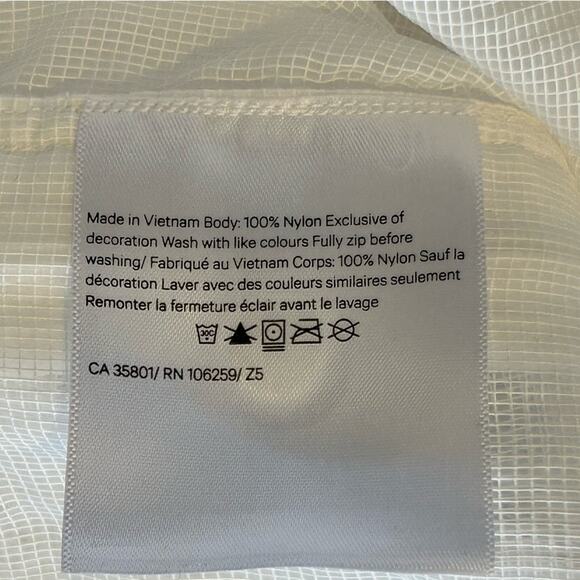 Made in Vietnam Body: 100% Nylon Exclusive of
decoration Wash with like colours Fully zip before
washing/ Fabriqué au Vietnam Corps: 100% Nylon Sauf la
décoration Laver avec des couleurs similaires seulement
Remonter la fermeture éclair avant le lavage
30C
CA 35801/ RN 106259/ Z5